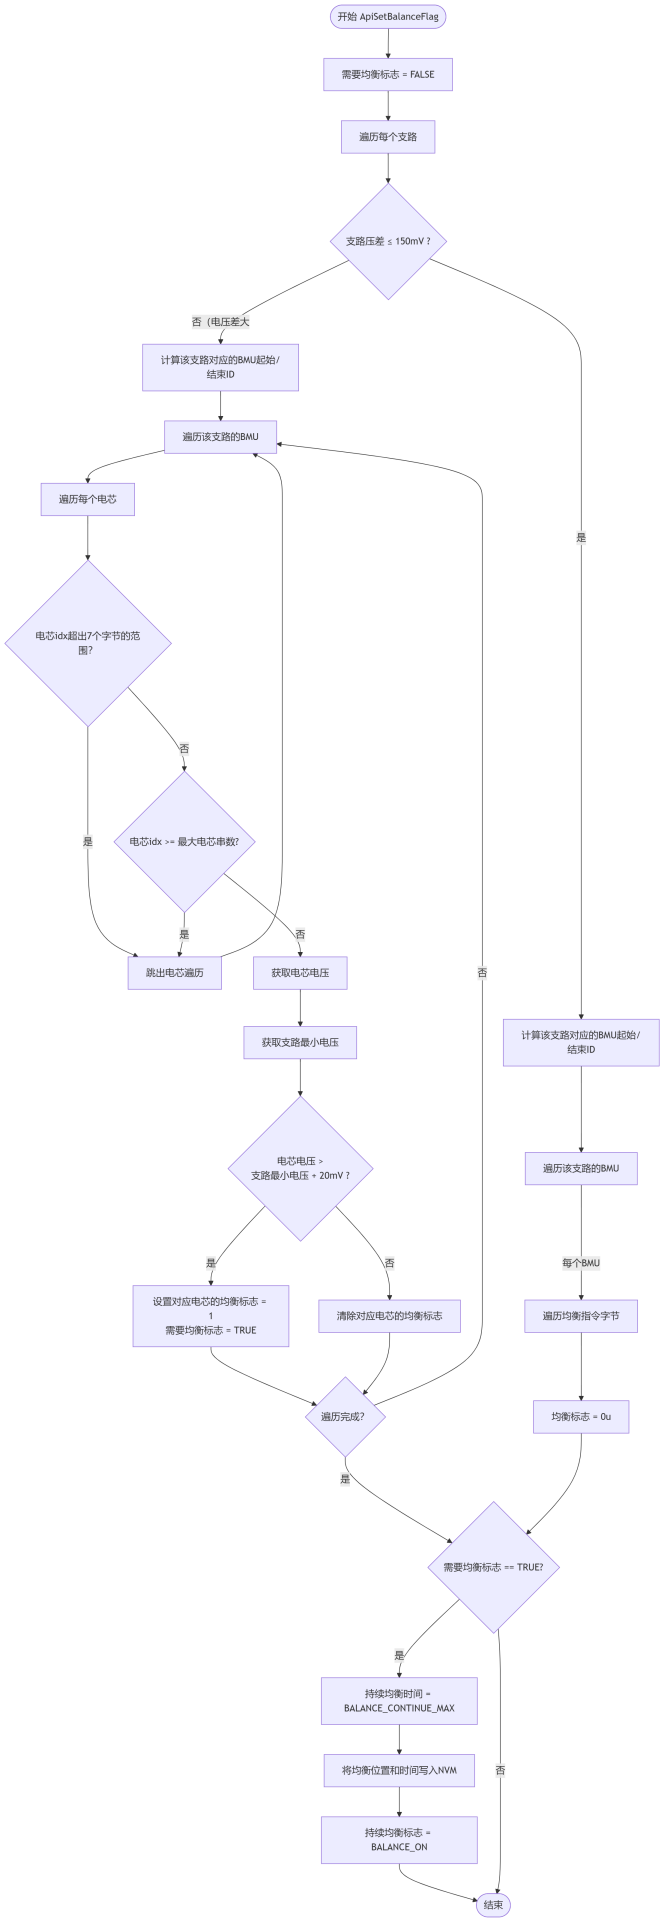 开始 ApiSetBalanceFlag
需要均衡标志 = FALSE
遍历每个支路
支路压差 ≤ 150mV ?
否（电压差大
计算该支路对应的BMU起始/
结束ID
遍历该支路的BMU
遍历每个电芯
是
电芯idx超出7个字节的范
围?
否
电芯idx >= 最大电芯串数?
是
是
否
跳出电芯遍历
获取电芯电压
否
获取支路最小电压
计算该支路对应的BMU起始/
结束ID
电芯电压 >
支路最小电压 + 20mV ?
遍历该支路的BMU
是
否
每个BMU
设置对应电芯的均衡标志 =
1
需要均衡标志 = TRUE
清除对应电芯的均衡标志
遍历均衡指令字节
遍历完成?
均衡标志 = 0u
是
需要均衡标志 == TRUE?
是
持续均衡时间 =
BALANCE_CONTINUE_MAX
将均衡位置和时间写入NVM
否
持续均衡标志 =
BALANCE_ON
结束